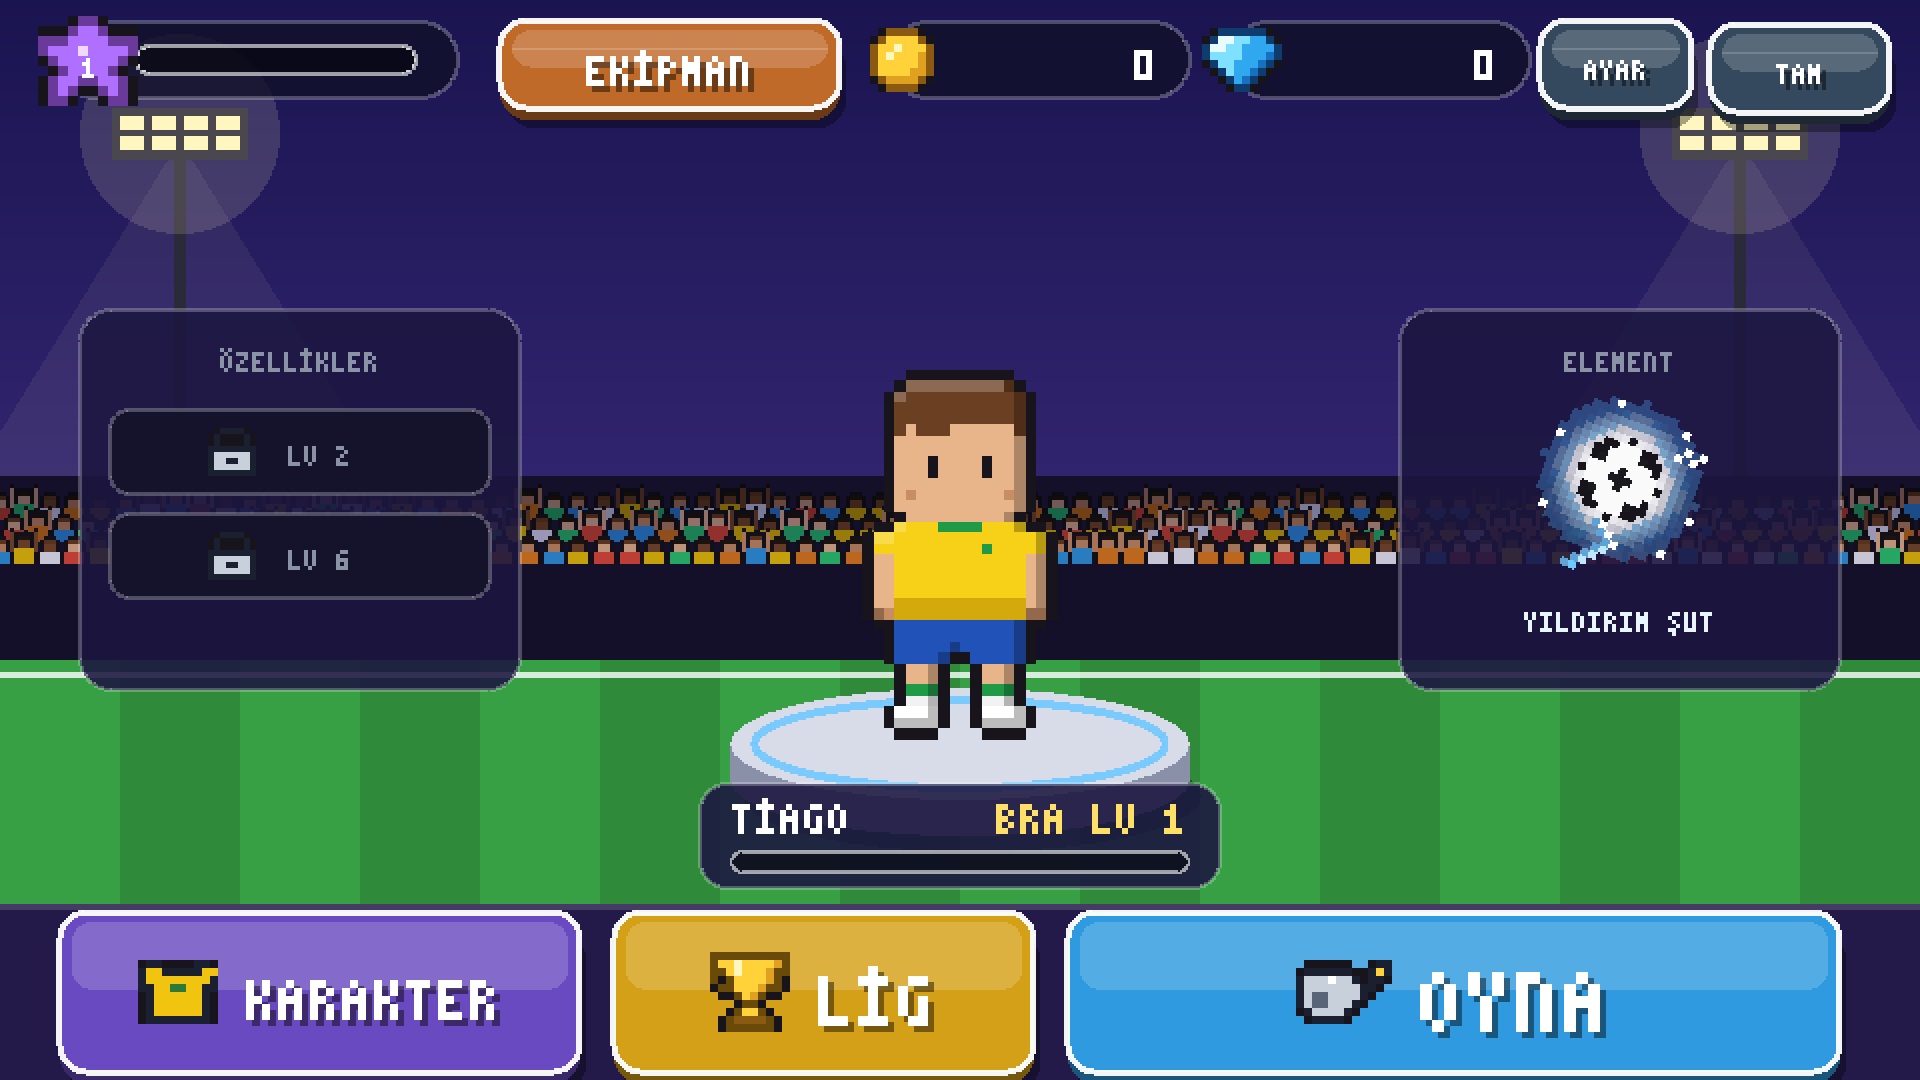 1
EKİPMAN
0
0
AYAR
TAM
ÖZELLİKLER
LV 2
LV 6
ELEMENT
YILDIRIM ŞUT
TİAGO
BRA LV 1
KARAKTER
LİG
OYNA